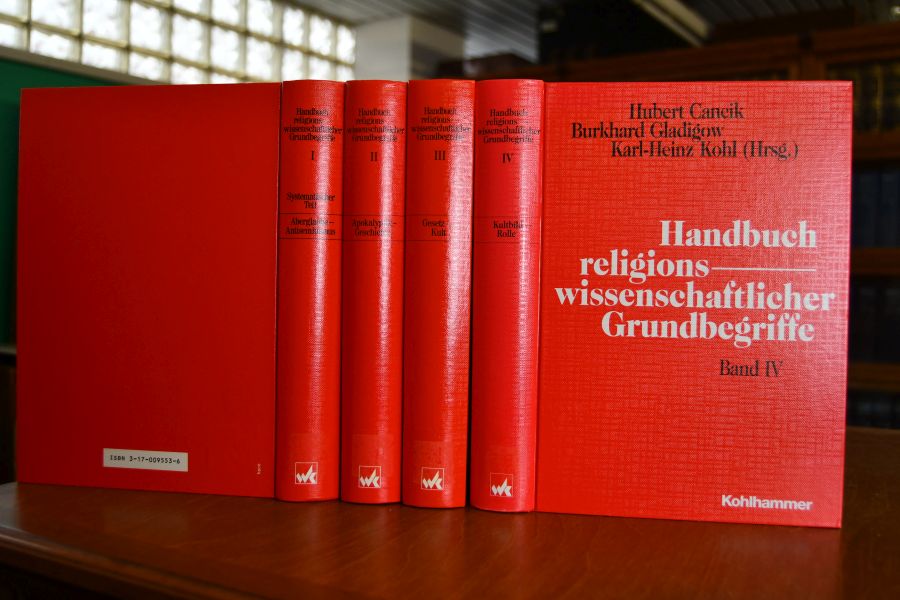 ISBN 3-17-009553-6
Handbuch
religions-
wissenschaftlicher
Grundbegriffe
I
Systematischer
Teil
Aberglaube–
Antisemitismus
Handbuch
religions-
wissenschaftlicher
Grundbegriffe
II
Apokalyptik–
Geschichte
Handbuch
religions-
wissenschaftlicher
Grundbegriffe
III
Gesetz–
Kult
Handbuch
religions-
wissenschaftlicher
Grundbegriffe
IV
Kultbild–
Rolle
Hubert Cancik
Burkhard Gladigow
Karl-Heinz Kohl (Hrsg.)
Handbuch
religions-
wissenschaftlicher
Grundbegriffe
Band IV
Kohlhammer